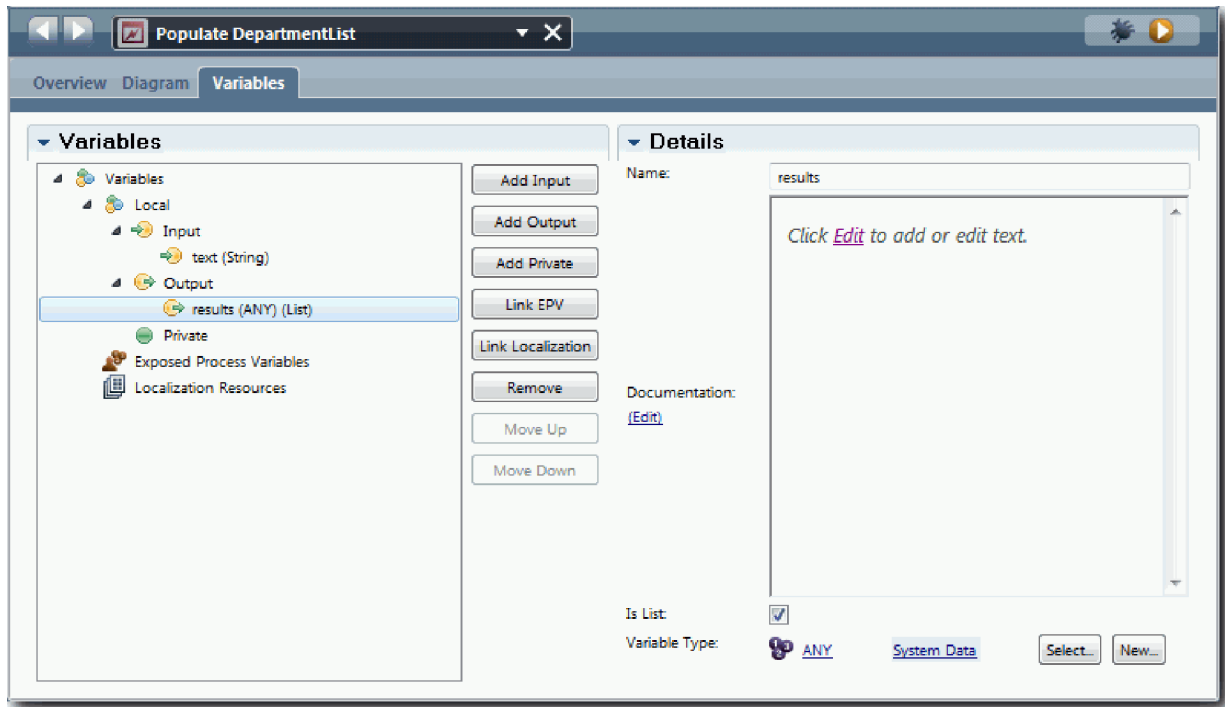 Populate DepartmentList
Overview Diagram Variables
Variables
Variables
Local
Input
text (String)
Output
results (ANY) (List)
Private
Exposed Process Variables
Localization Resources
Add Input
Add Output
Add Private
Link EPV
Link Localization
Remove
Move Up
Move Down
Details
Name: results
Click Edit to add or edit text.
Documentation:
(Edit)
Is List:
Variable Type: ANY System Data Select... New...